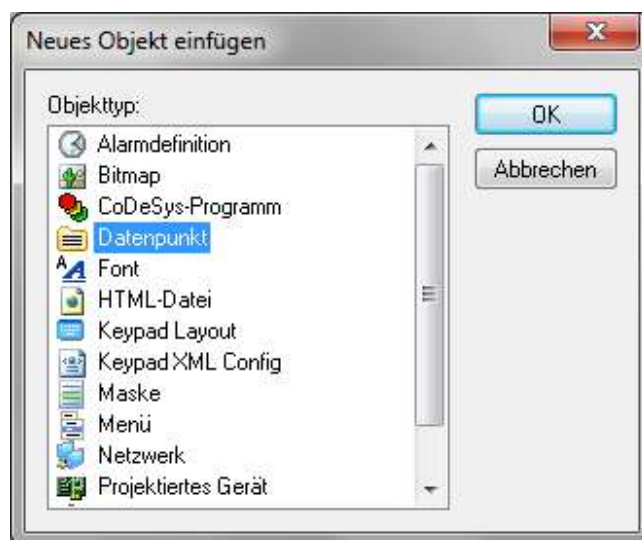 Neues Objekt einfügen
Objekttyp:
OK
Abbrechen
Alarmdefinition
Bitmap
CoDeSys-Programm
Datenpunkt
Font
HTML-Datei
Keypad Layout
Keypad XML Config
Maske
Menü
Netzwerk
Projektiertes Gerät